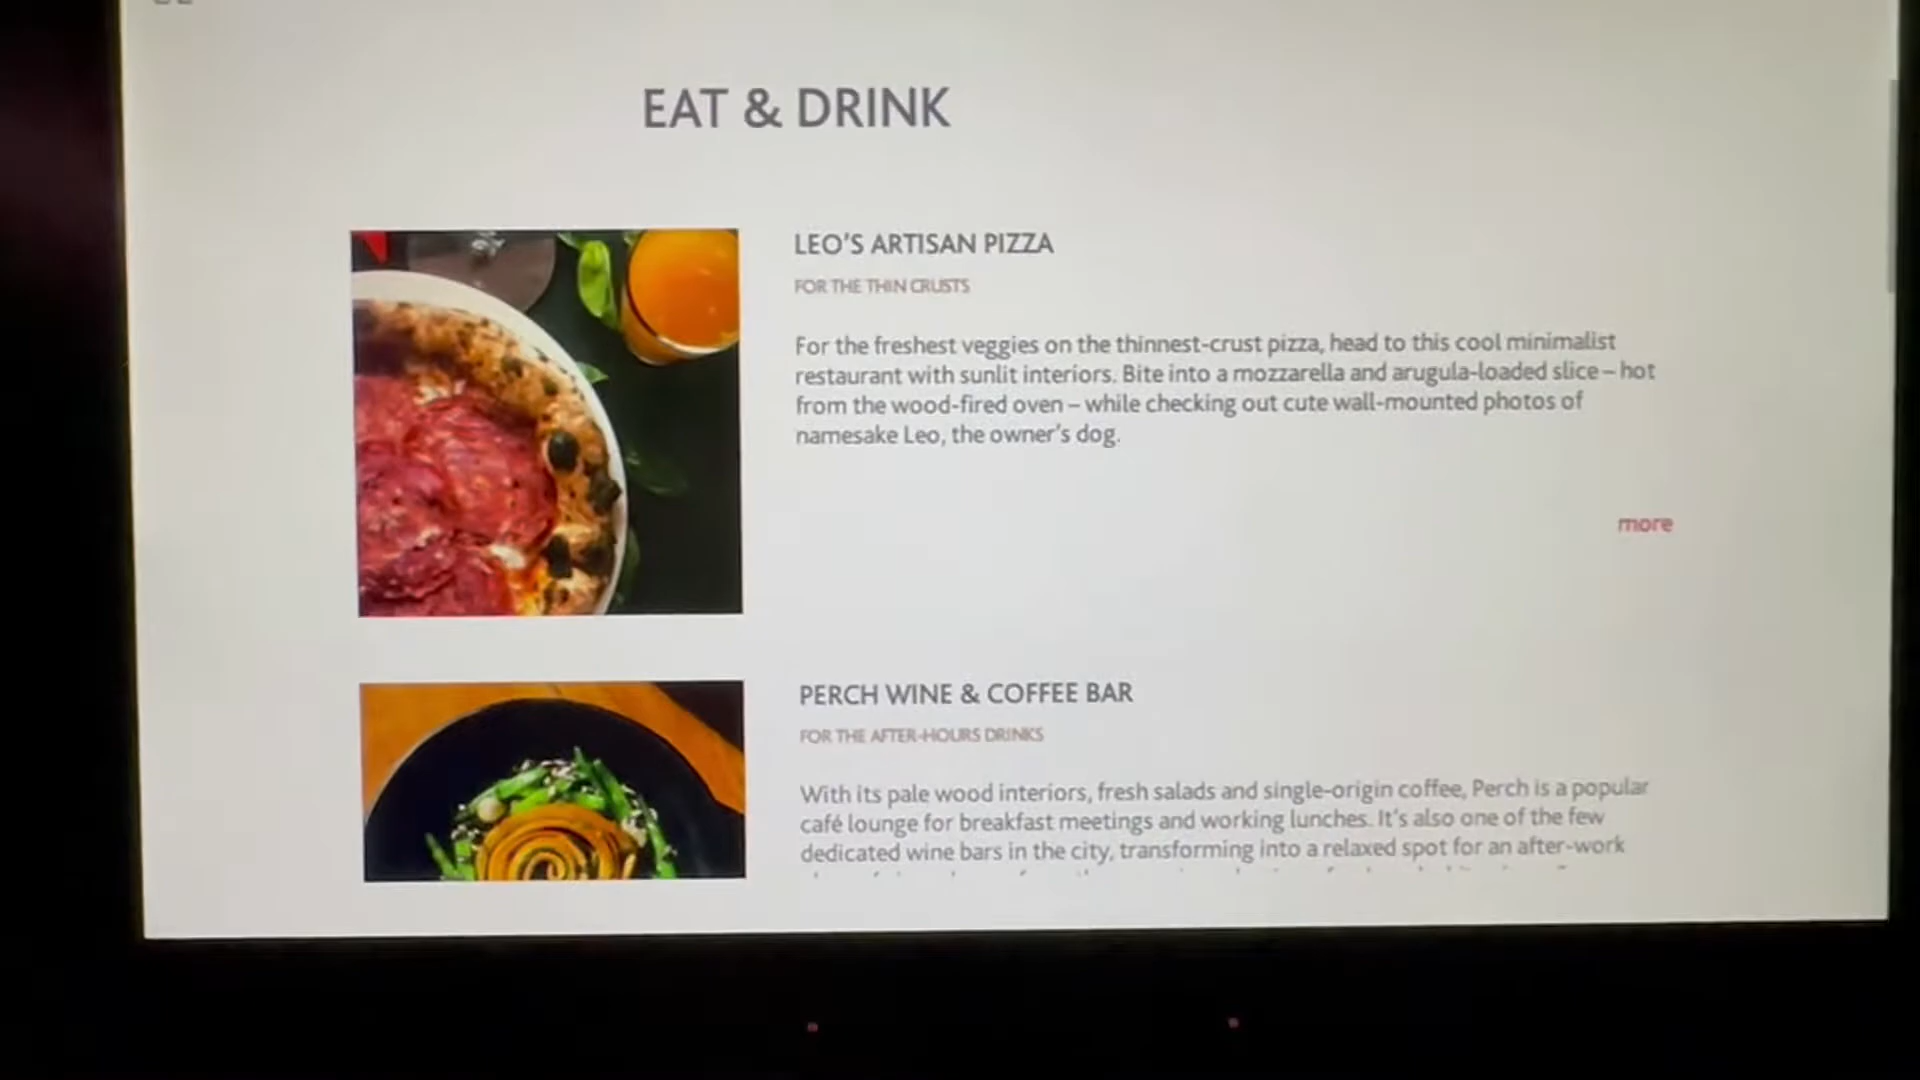 EAT & DRINK
LEO'S ARTISAN PIZZA
FOR THE THIN CRUSTS
For the freshest veggies on the thinnest-crust pizza, head to this cool minimalist
restaurant with sunlit interiors. Bite into a mozzarella and arugula-loaded slice – hot
from the wood-fired oven – while checking out cute wall-mounted photos of
namesake Leo, the owner's dog.
more
PERCH WINE & COFFEE BAR
FOR THE AFTER-HOURS DRINKS
With its pale wood interiors, fresh salads and single-origin coffee, Perch is a popular
café lounge for breakfast meetings and working lunches. It's also one of the few
dedicated wine bars in the city, transforming into a relaxed spot for an after-work